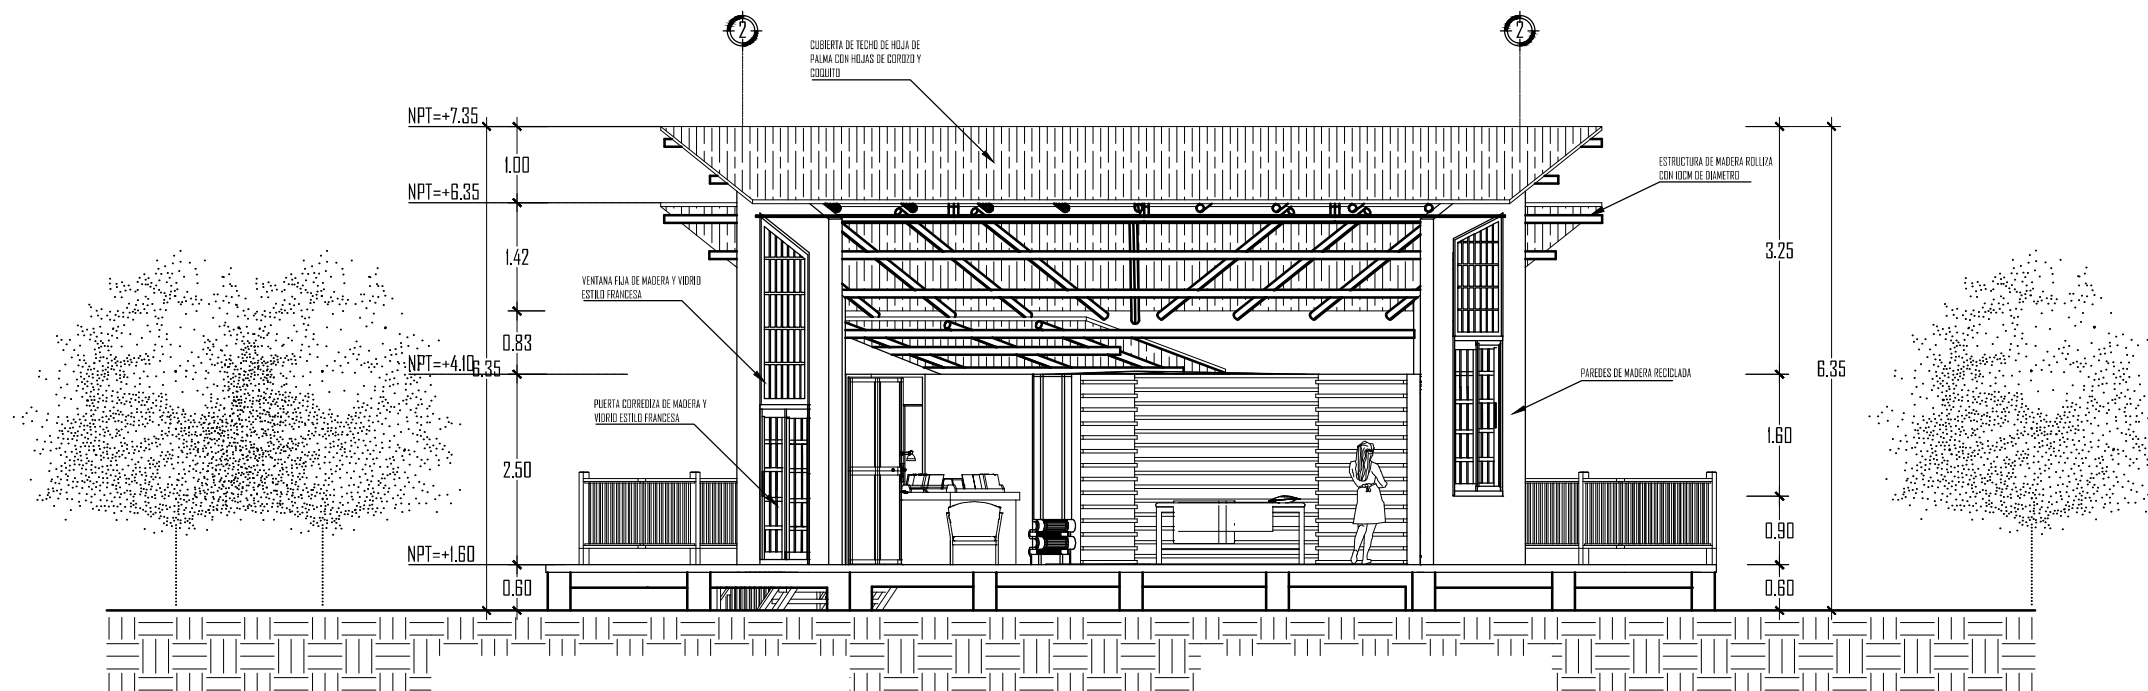 2
2
CUBIERTA DE TECHO DE HOJA DE
PALMA CON HOJAS DE COROZO Y
COQUITO
NPT=+7.35
1.00
ESTRUCTURA DE MADERA ROLLIZA
CON 10CM DE DIAMETRO
NPT=+6.35
1.42
3.25
VENTANA FIJA DE MADERA Y VIDRIO
ESTILO FRANCESA
0.83
NPT=+4.10
6.35
6.35
PAREDES DE MADERA RECICLADA
PUERTA CORREDIZA DE MADERA Y
VIDRIO ESTILO FRANCESA
1.60
2.50
0.90
NPT=+1.60
0.60
0.60